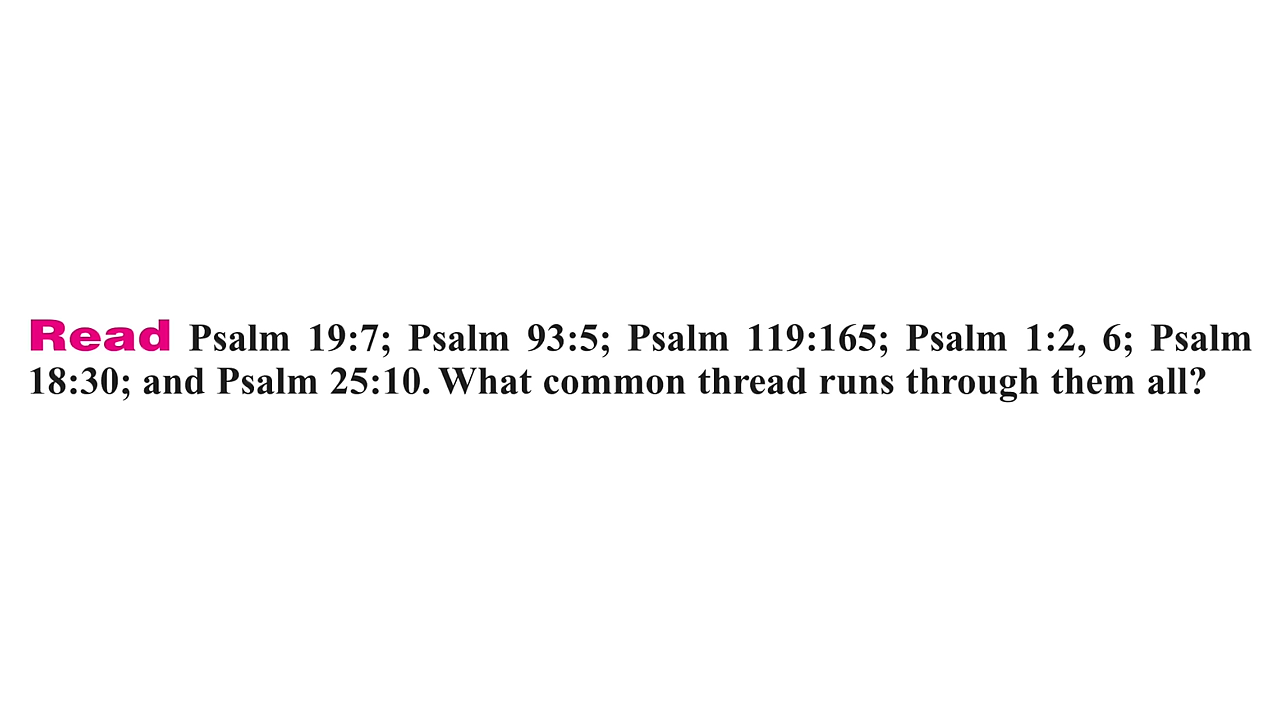 Read Psalm 19:7; Psalm 93:5; Psalm 119:165; Psalm 1:2, 6; Psalm
18:30; and Psalm 25:10. What common thread runs through them all?